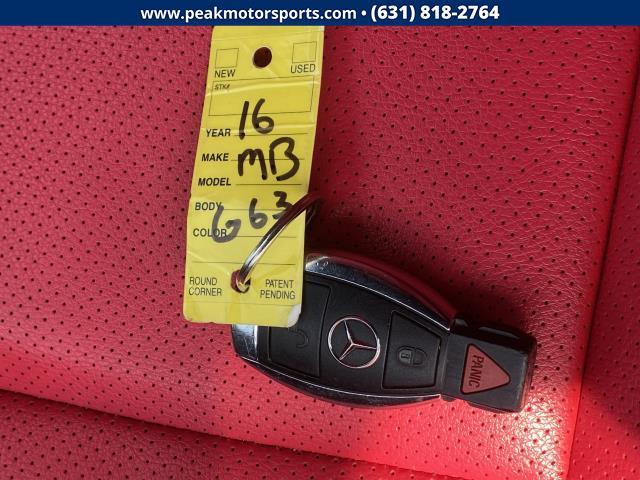 www.peakmotorsports.com • (631) 818-2764
NEW USED
STK#
YEAR 16
MAKE MB
MODEL
BODY G63
COLOR
ROUND CORNER
PATENT PENDING
PANIC